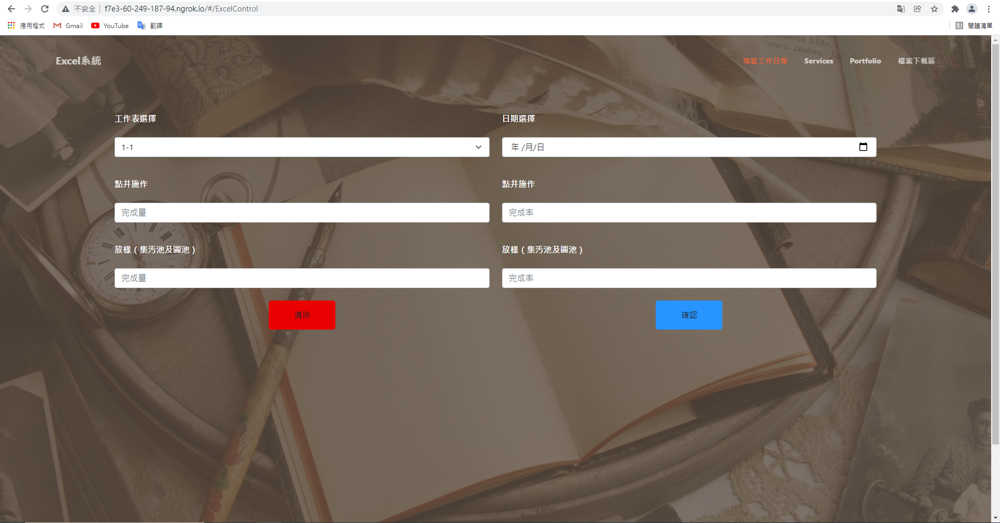 不安全 f7e3-60-249-187-94.ngrok.io/#/ExcelControl
應用程式 Gmail YouTube 翻譯 閱讀清單
Excel系統 填寫工作日報 Services Portfolio 檔案下載區
工作表選擇 日期選擇
1-1 年 /月/日
點井施作 點井施作
完成量 完成率
放樣（集汚池及圓池） 放樣（集汚池及圓池）
完成量 完成率
清除 確認